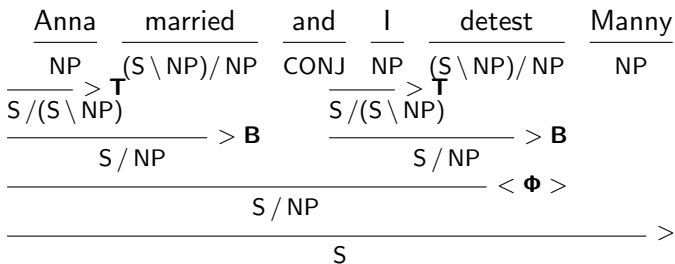 Anna married and I detest Manny
NP (S \ NP)/ NP CONJ NP (S \ NP)/ NP NP
> T > T
S /(S \ NP) S /(S \ NP)
> B > B
S / NP S / NP
< Φ >
S / NP
>
S